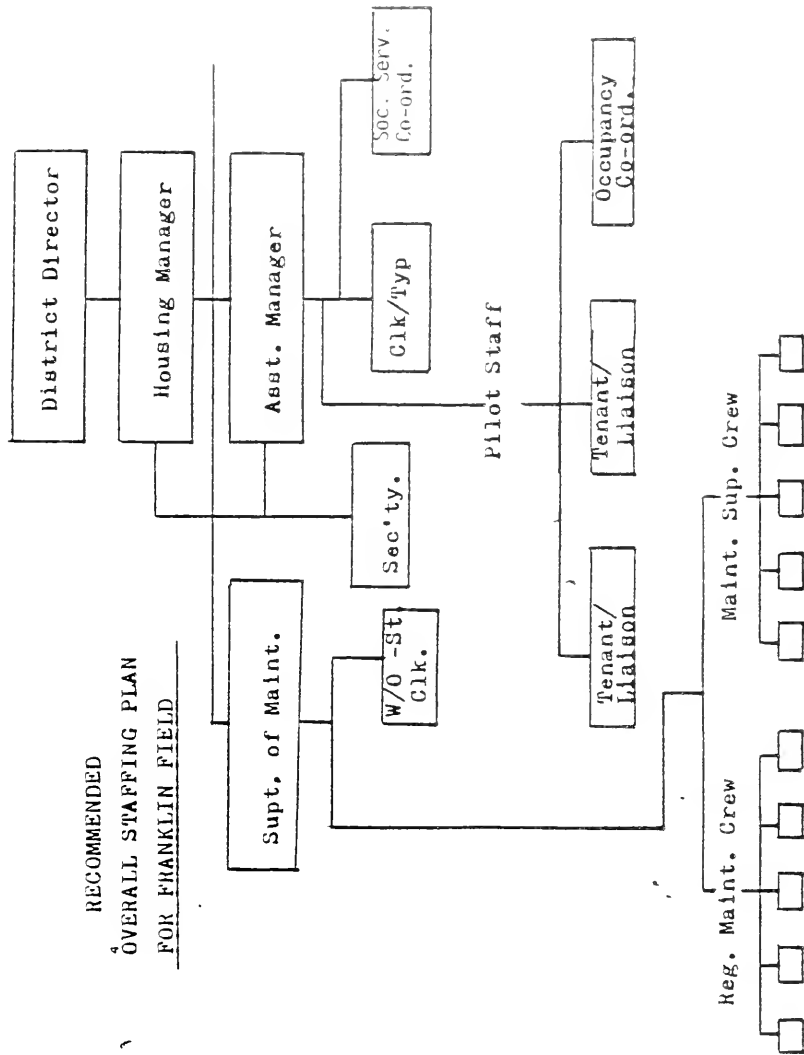 RECOMMENDED
OVERALL STAFFING PLAN
FOR FRANKLIN FIELD
District Director
Housing Manager
Supt. of Maint.
Sec'ty.
Asst. Manager
W/O -St
Clk.
Clk/Typ
Soc. Serv.
Co-ord.
Pilot Staff
Tenant/
Liaison
Tenant/
Liaison
Occupancy
Co-ord.
Reg. Maint. Crew
Maint. Sup. Crew